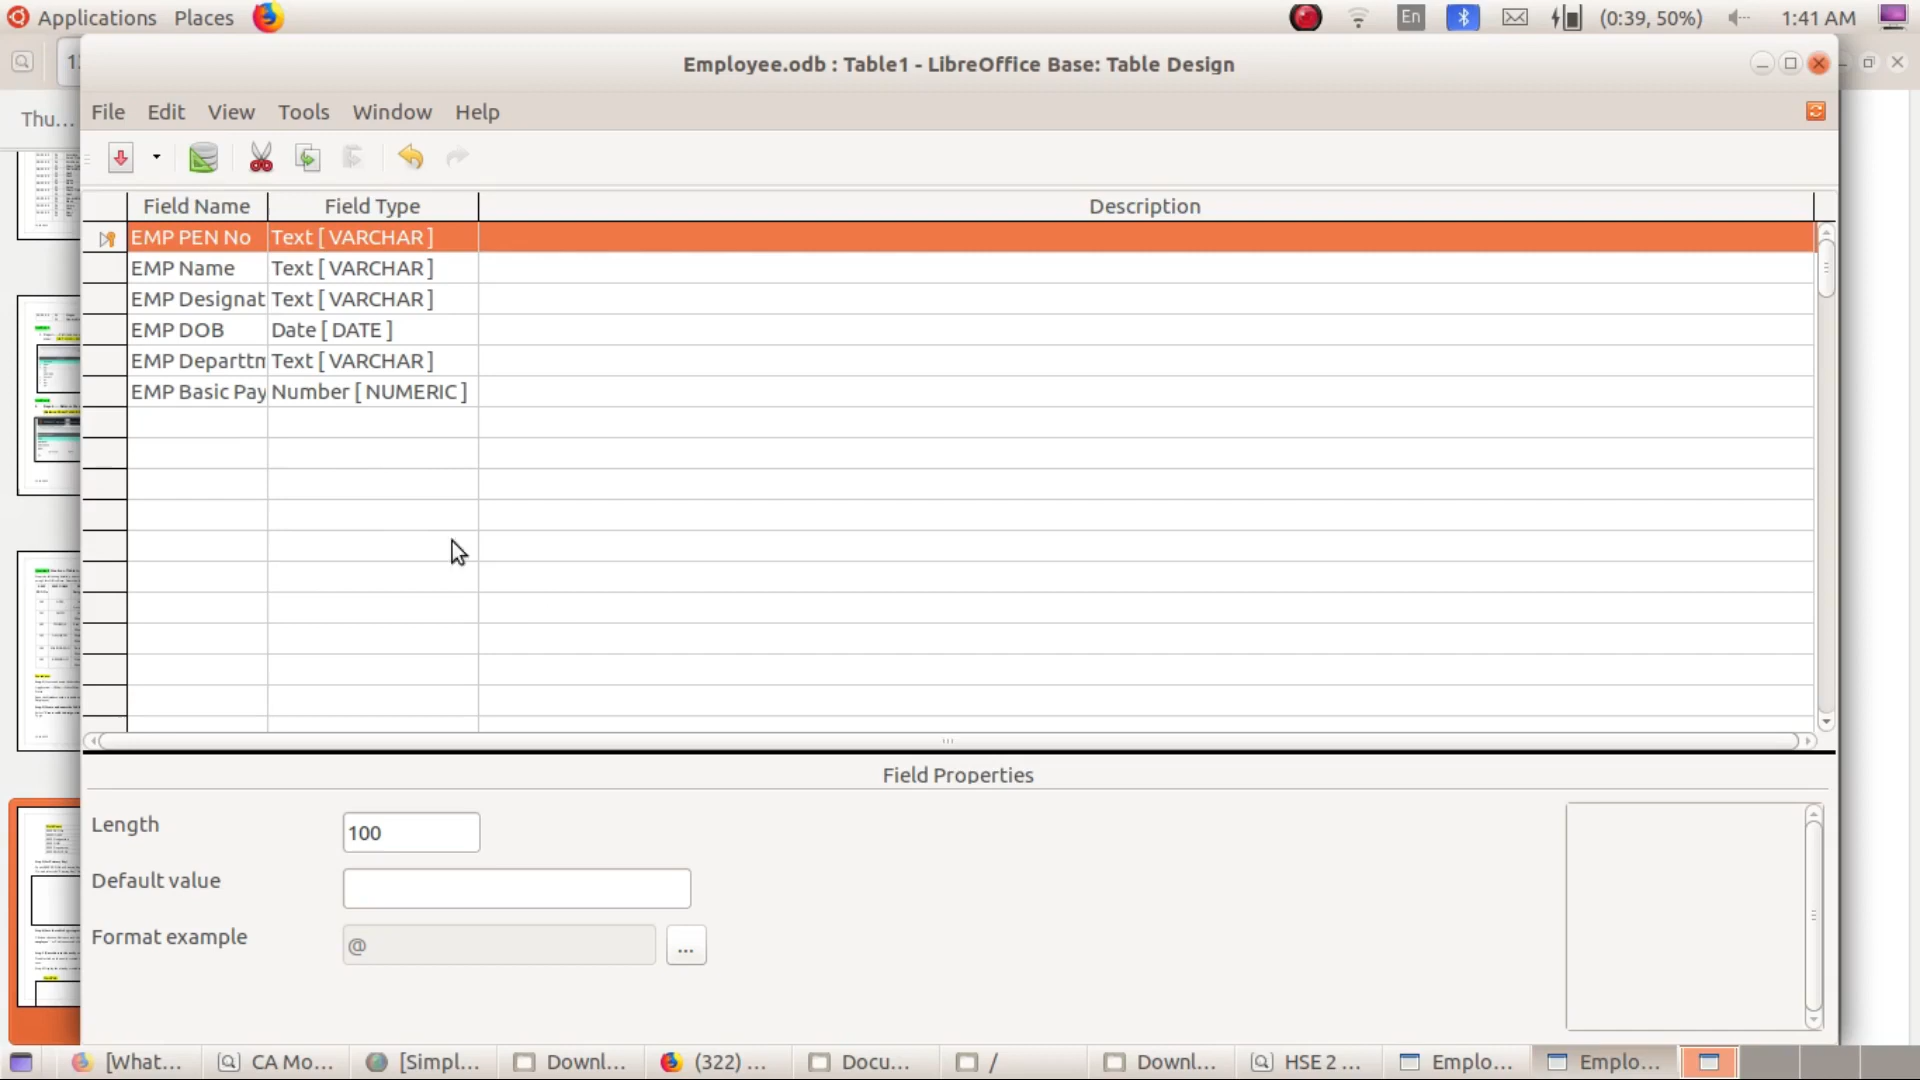 Applications Places
En
(0:39, 50%)
1:41 AM
Employee.odb : Table1 - LibreOffice Base: Table Design
File Edit View Tools Window Help
Thu...
Field Name Field Type Description
EMP PEN No Text [ VARCHAR ]
EMP Name Text [ VARCHAR ]
EMP Designat Text [ VARCHAR ]
EMP DOB Date [ DATE ]
EMP Departtm Text [ VARCHAR ]
EMP Basic Pay Number [ NUMERIC ]
Field Properties
Length 100
Default value
Format example @ ...
[What... CA Mo... [Simpl... Downl... (322) ... Docu... / Downl... HSE 2 ... Emplo... Emplo...